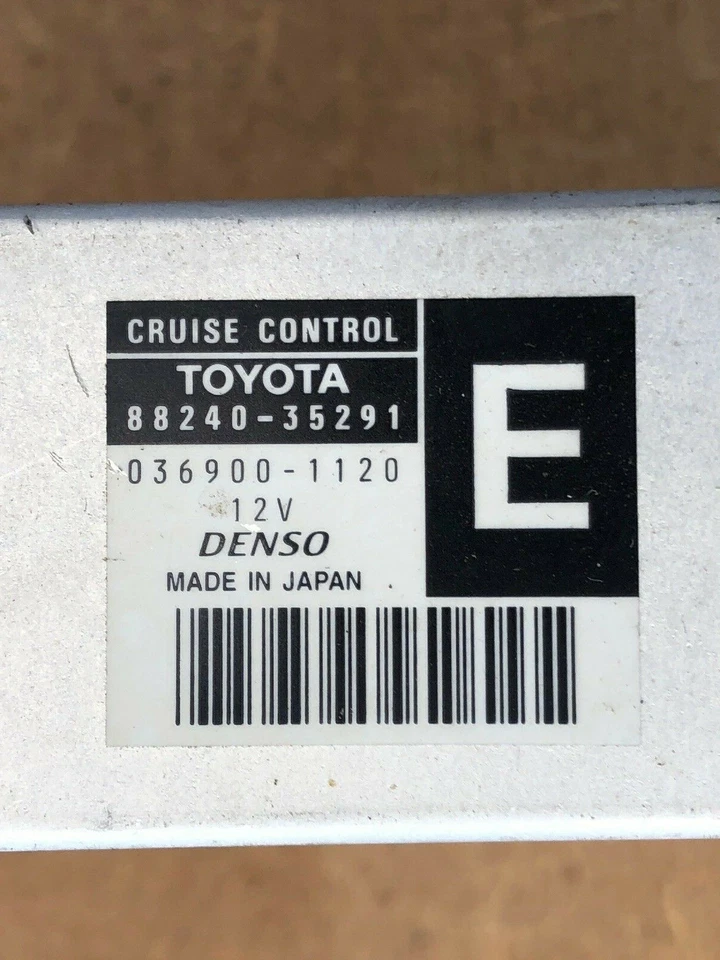 CRUISE CONTROL
TOYOTA
88240-35291
E
036900-1120
12V
DENSO
MADE IN JAPAN